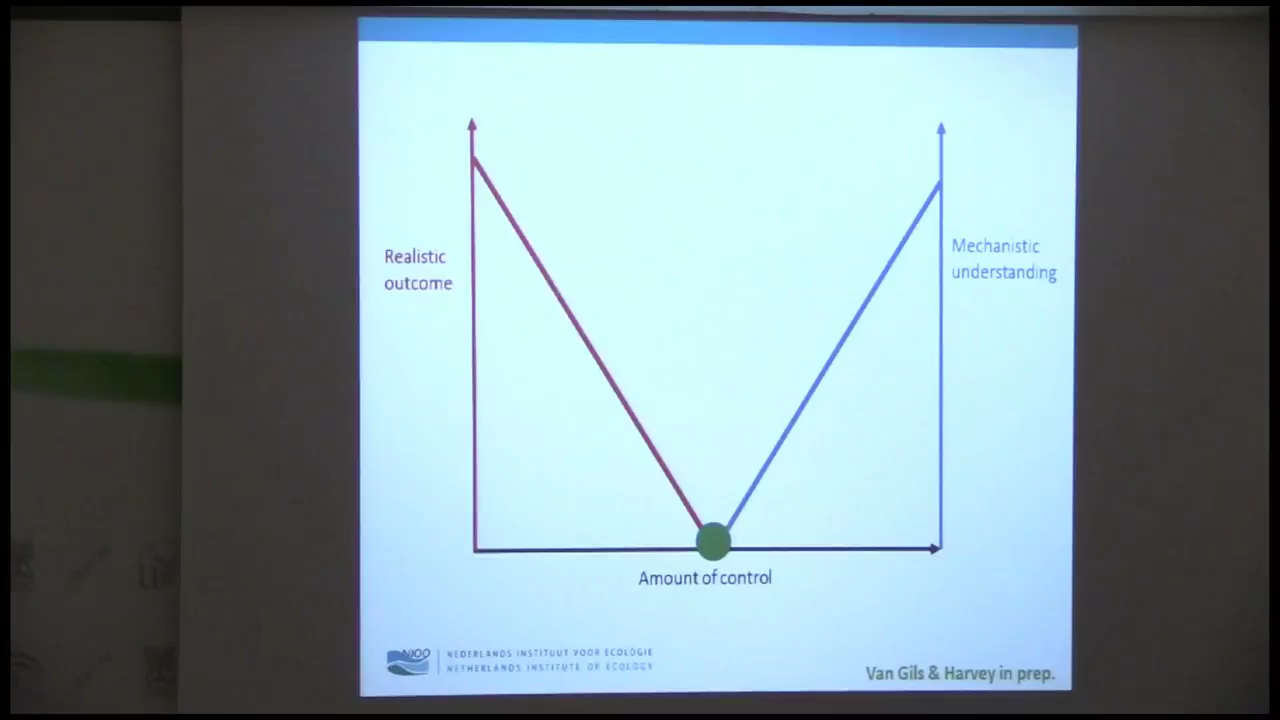 Realistic
outcome
Mechanistic
understanding
Amount of control
NIOO
NEDERLANDS INSTITUUT VOOR ECOLOGIE
NETHERLANDS INSTITUTE OF ECOLOGY
Van Gils & Harvey in prep.